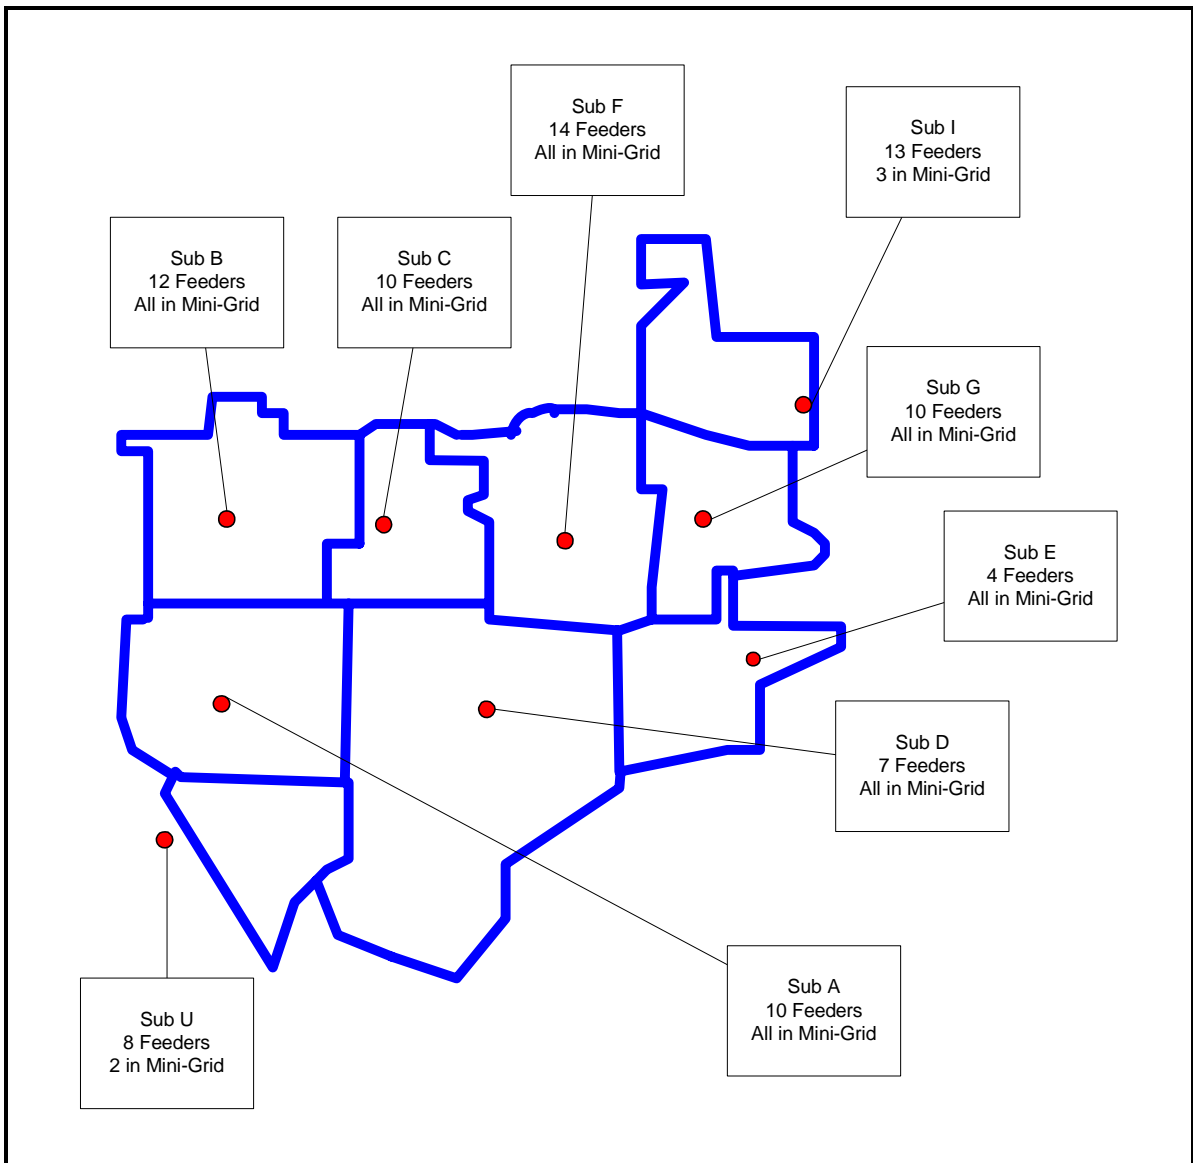 Sub F
14 Feeders
All in Mini-Grid
Sub I
13 Feeders
3 in Mini-Grid
Sub B
12 Feeders
All in Mini-Grid
Sub C
10 Feeders
All in Mini-Grid
Sub G
10 Feeders
All in Mini-Grid
Sub E
4 Feeders
All in Mini-Grid
Sub D
7 Feeders
All in Mini-Grid
Sub A
10 Feeders
All in Mini-Grid
Sub U
8 Feeders
2 in Mini-Grid